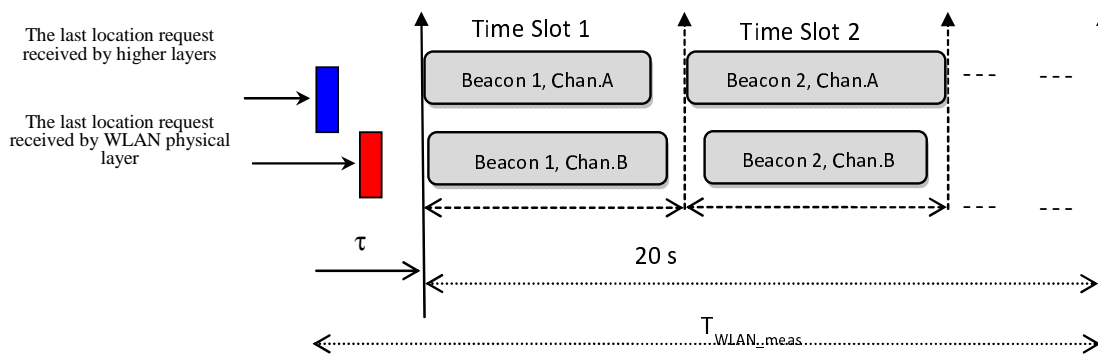 The last location request
received by higher layers
The last location request
received by WLAN physical
layer
Time Slot 1
Time Slot 2
Beacon 1, Chan.A
Beacon 2, Chan.A
Beacon 1, Chan.B
Beacon 2, Chan.B
τ
20 s
T WLAN_meas